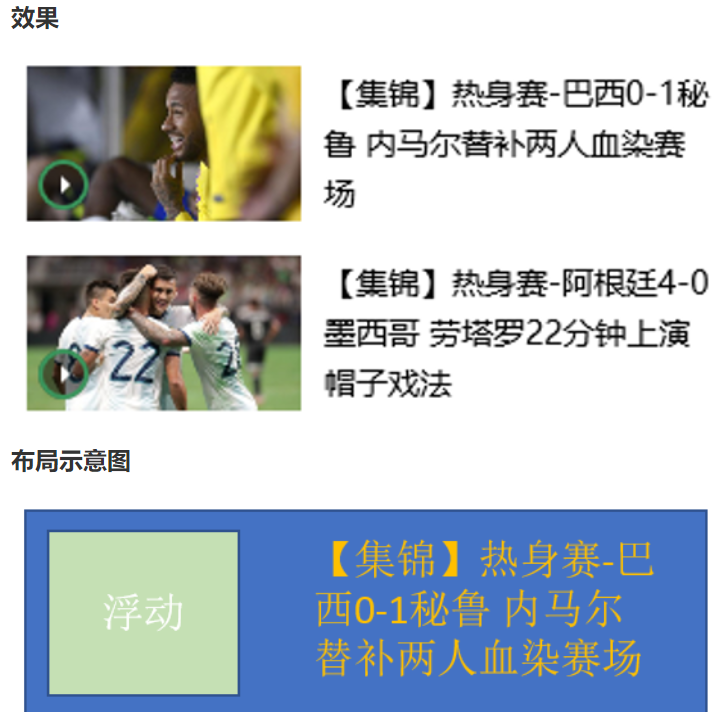 效果
【集锦】热身赛-巴西0-1秘
鲁 内马尔替补两人血染赛
场
【集锦】热身赛-阿根廷4-0
墨西哥 劳塔罗22分钟上演
帽子戏法
22
布局示意图
浮动
【集锦】热身赛-巴
西0-1秘鲁 内马尔
替补两人血染赛场